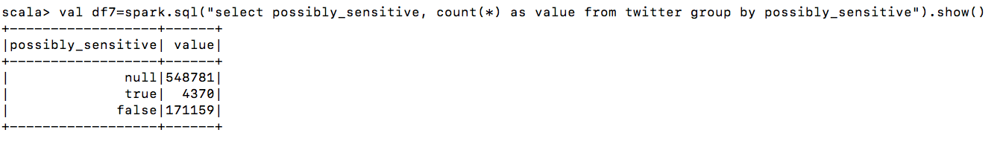 scala> val df7=spark.sql("select possibly_sensitive, count(*) as value from twitter group by possibly_sensitive").show()
+------------------+------+
|possibly_sensitive| value|
+------------------+------+
|              null|548781|
|              true|  4370|
|             false|171159|
+------------------+------+